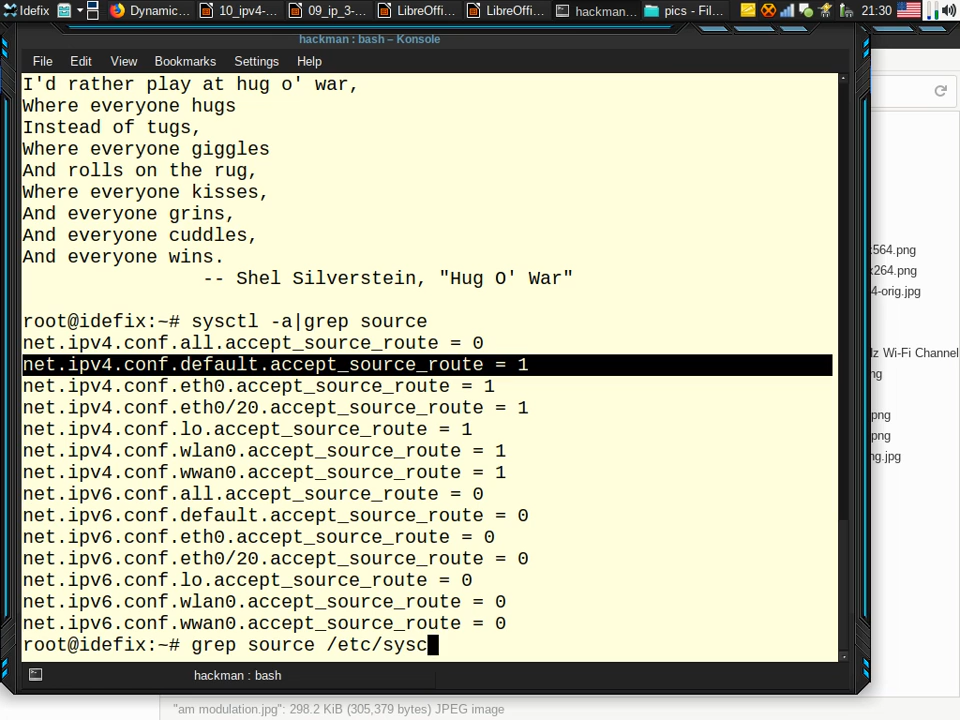 Idefix Dynamic... 10_ipv4-... 09_ip_3-... LibreOffi... LibreOffi... hackman... pics - Fil... 21:30
hackman : bash – Konsole
File Edit View Bookmarks Settings Help
I'd rather play at hug o' war,
Where everyone hugs
Instead of tugs,
Where everyone giggles
And rolls on the rug,
Where everyone kisses,
And everyone grins,
And everyone cuddles,
And everyone wins.
-- Shel Silverstein, "Hug O' War"
root@idefix:~# sysctl -a|grep source
net.ipv4.conf.all.accept_source_route = 0
net.ipv4.conf.default.accept_source_route = 1
net.ipv4.conf.eth0.accept_source_route = 1
net.ipv4.conf.eth0/20.accept_source_route = 1
net.ipv4.conf.lo.accept_source_route = 1
net.ipv4.conf.wlan0.accept_source_route = 1
net.ipv4.conf.wwan0.accept_source_route = 1
net.ipv6.conf.all.accept_source_route = 0
net.ipv6.conf.default.accept_source_route = 0
net.ipv6.conf.eth0.accept_source_route = 0
net.ipv6.conf.eth0/20.accept_source_route = 0
net.ipv6.conf.lo.accept_source_route = 0
net.ipv6.conf.wlan0.accept_source_route = 0
net.ipv6.conf.wwan0.accept_source_route = 0
root@idefix:~# grep source /etc/sysc
hackman : bash
x564.png
x264.png
4-orig.jpg
Wi-Fi Channel
png
png
ng.jpg
"am modulation.jpg": 298.2 KiB (305,379 bytes) JPEG image